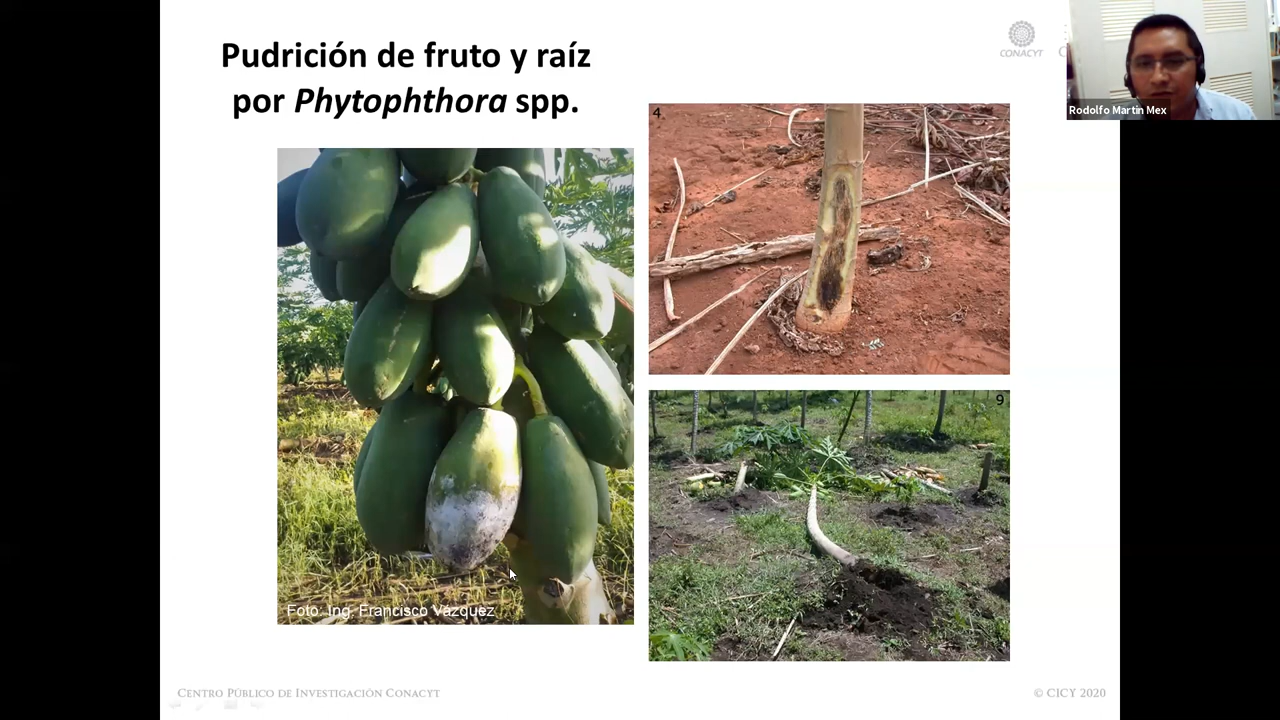 Pudrición de fruto y raíz
por Phytophthora spp.
CONACYT
C
Rodolfo Martin Mex
4
9
Foto: Ing. Francisco Vázquez
CENTRO PÚBLICO DE INVESTIGACIÓN CONACYT
© CICY 2020